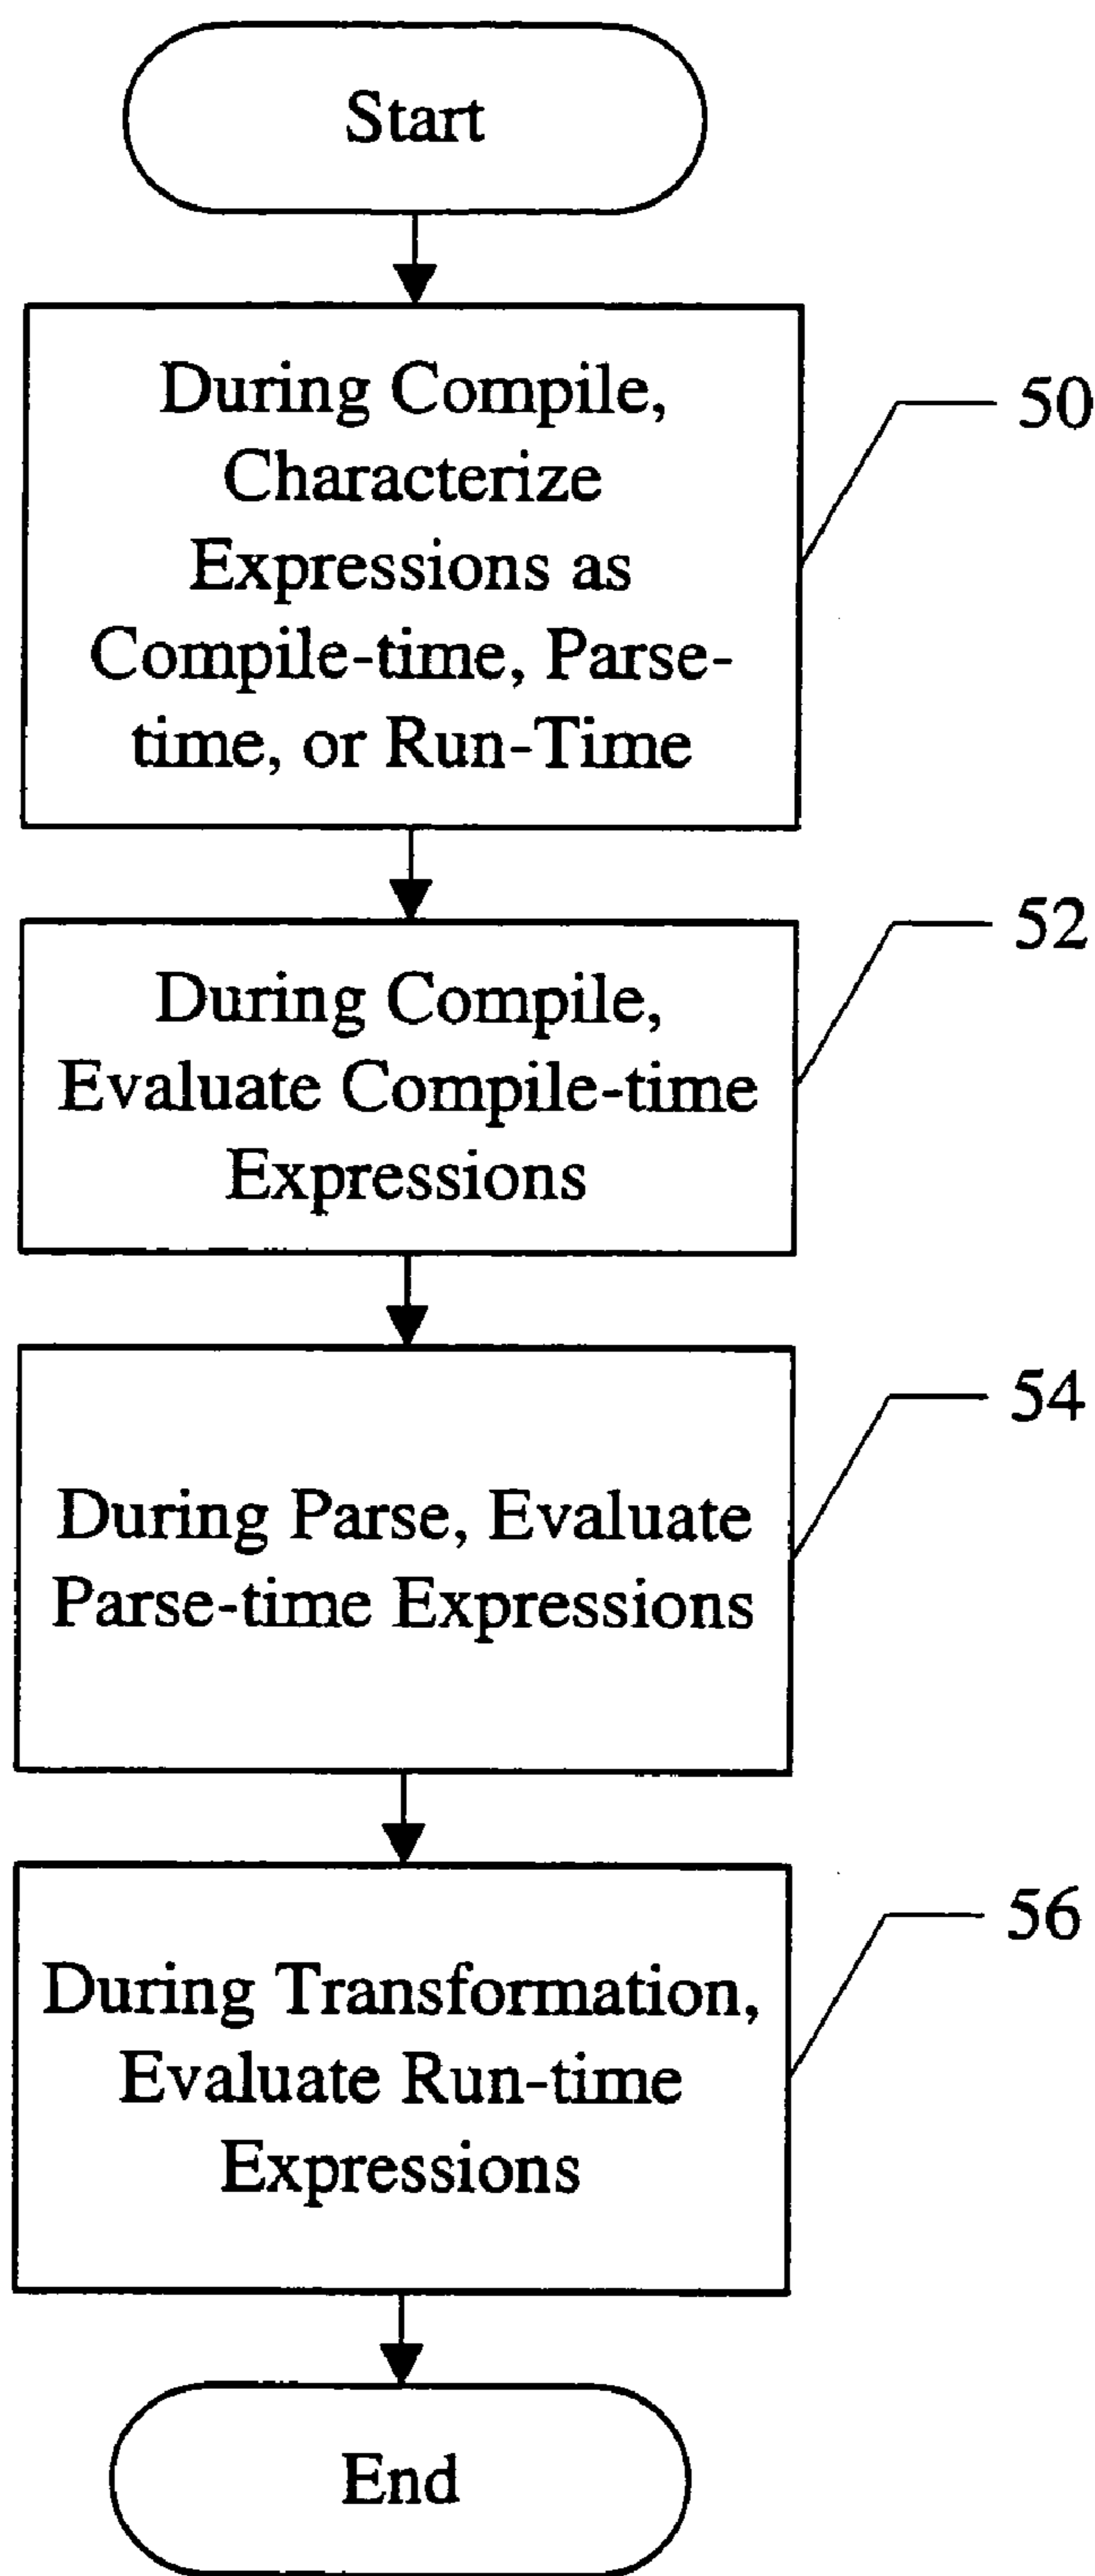 Start
During Compile,
Characterize
Expressions as
Compile-time, Parse-
time, or Run-Time
50
During Compile,
Evaluate Compile-time
Expressions
52
During Parse, Evaluate
Parse-time Expressions
54
During Transformation,
Evaluate Run-time
Expressions
56
End